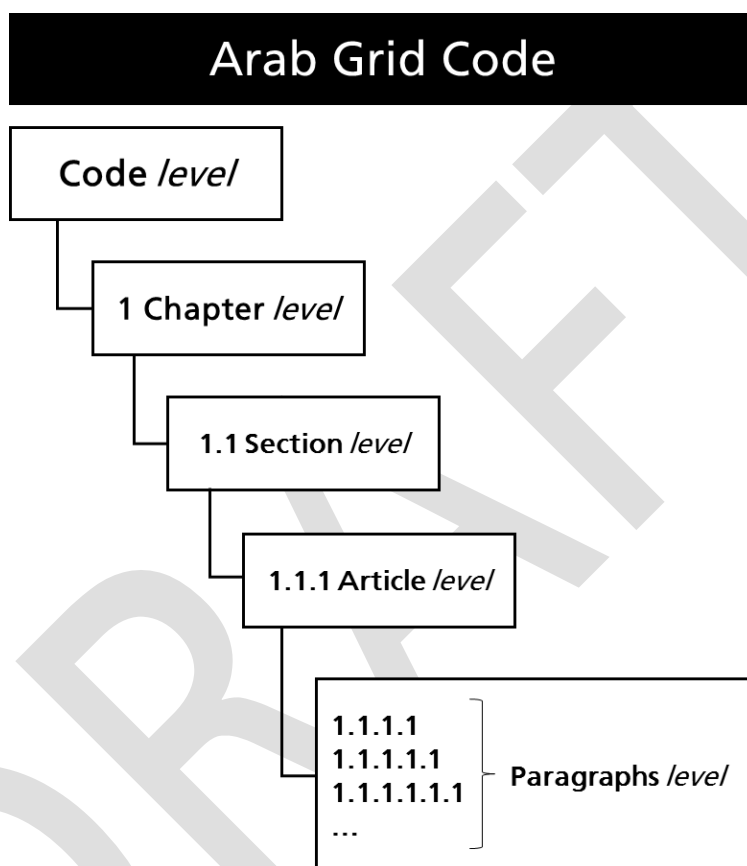 Arab Grid Code
Code level
1 Chapter level
1.1 Section level
1.1.1 Article level
1.1.1.1
1.1.1.1.1
1.1.1.1.1.1
...
Paragraphs level
DRAFT